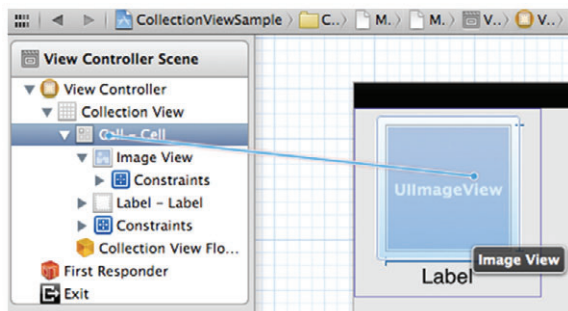 CollectionViewSample C.. M.. M.. V.. V..
View Controller Scene
View Controller
Collection View
Cell – Cell
Image View
Constraints
Label – Label
Constraints
Collection View Flo...
First Responder
Exit
UIImageView
Image View
Label